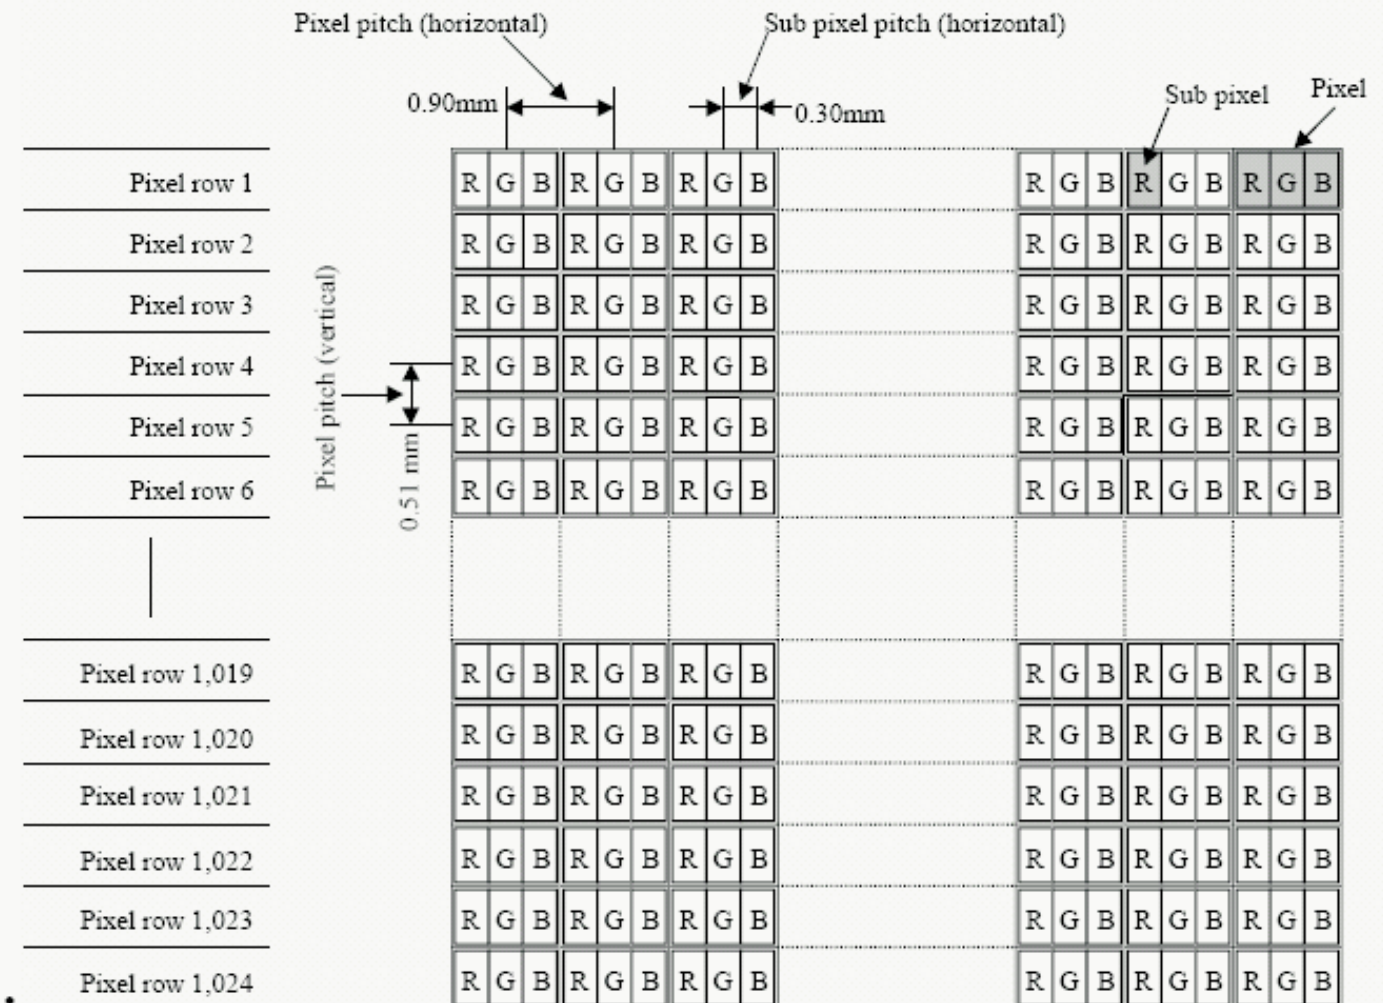 Pixel pitch (horizontal) Sub pixel pitch (horizontal)
0.90mm 0.30mm Sub pixel Pixel
Pixel row 1 R G B R G B R G B R G B R G B R G B
Pixel row 2 R G B R G B R G B R G B R G B R G B
Pixel row 3 R G B R G B R G B R G B R G B R G B
Pixel row 4 R G B R G B R G B R G B R G B R G B
Pixel row 5 R G B R G B R G B R G B R G B R G B
Pixel row 6 R G B R G B R G B R G B R G B R G B
Pixel pitch (vertical)
0.51 mm
Pixel row 1,019 R G B R G B R G B R G B R G B R G B
Pixel row 1,020 R G B R G B R G B R G B R G B R G B
Pixel row 1,021 R G B R G B R G B R G B R G B R G B
Pixel row 1,022 R G B R G B R G B R G B R G B R G B
Pixel row 1,023 R G B R G B R G B R G B R G B R G B
Pixel row 1,024 R G B R G B R G B R G B R G B R G B